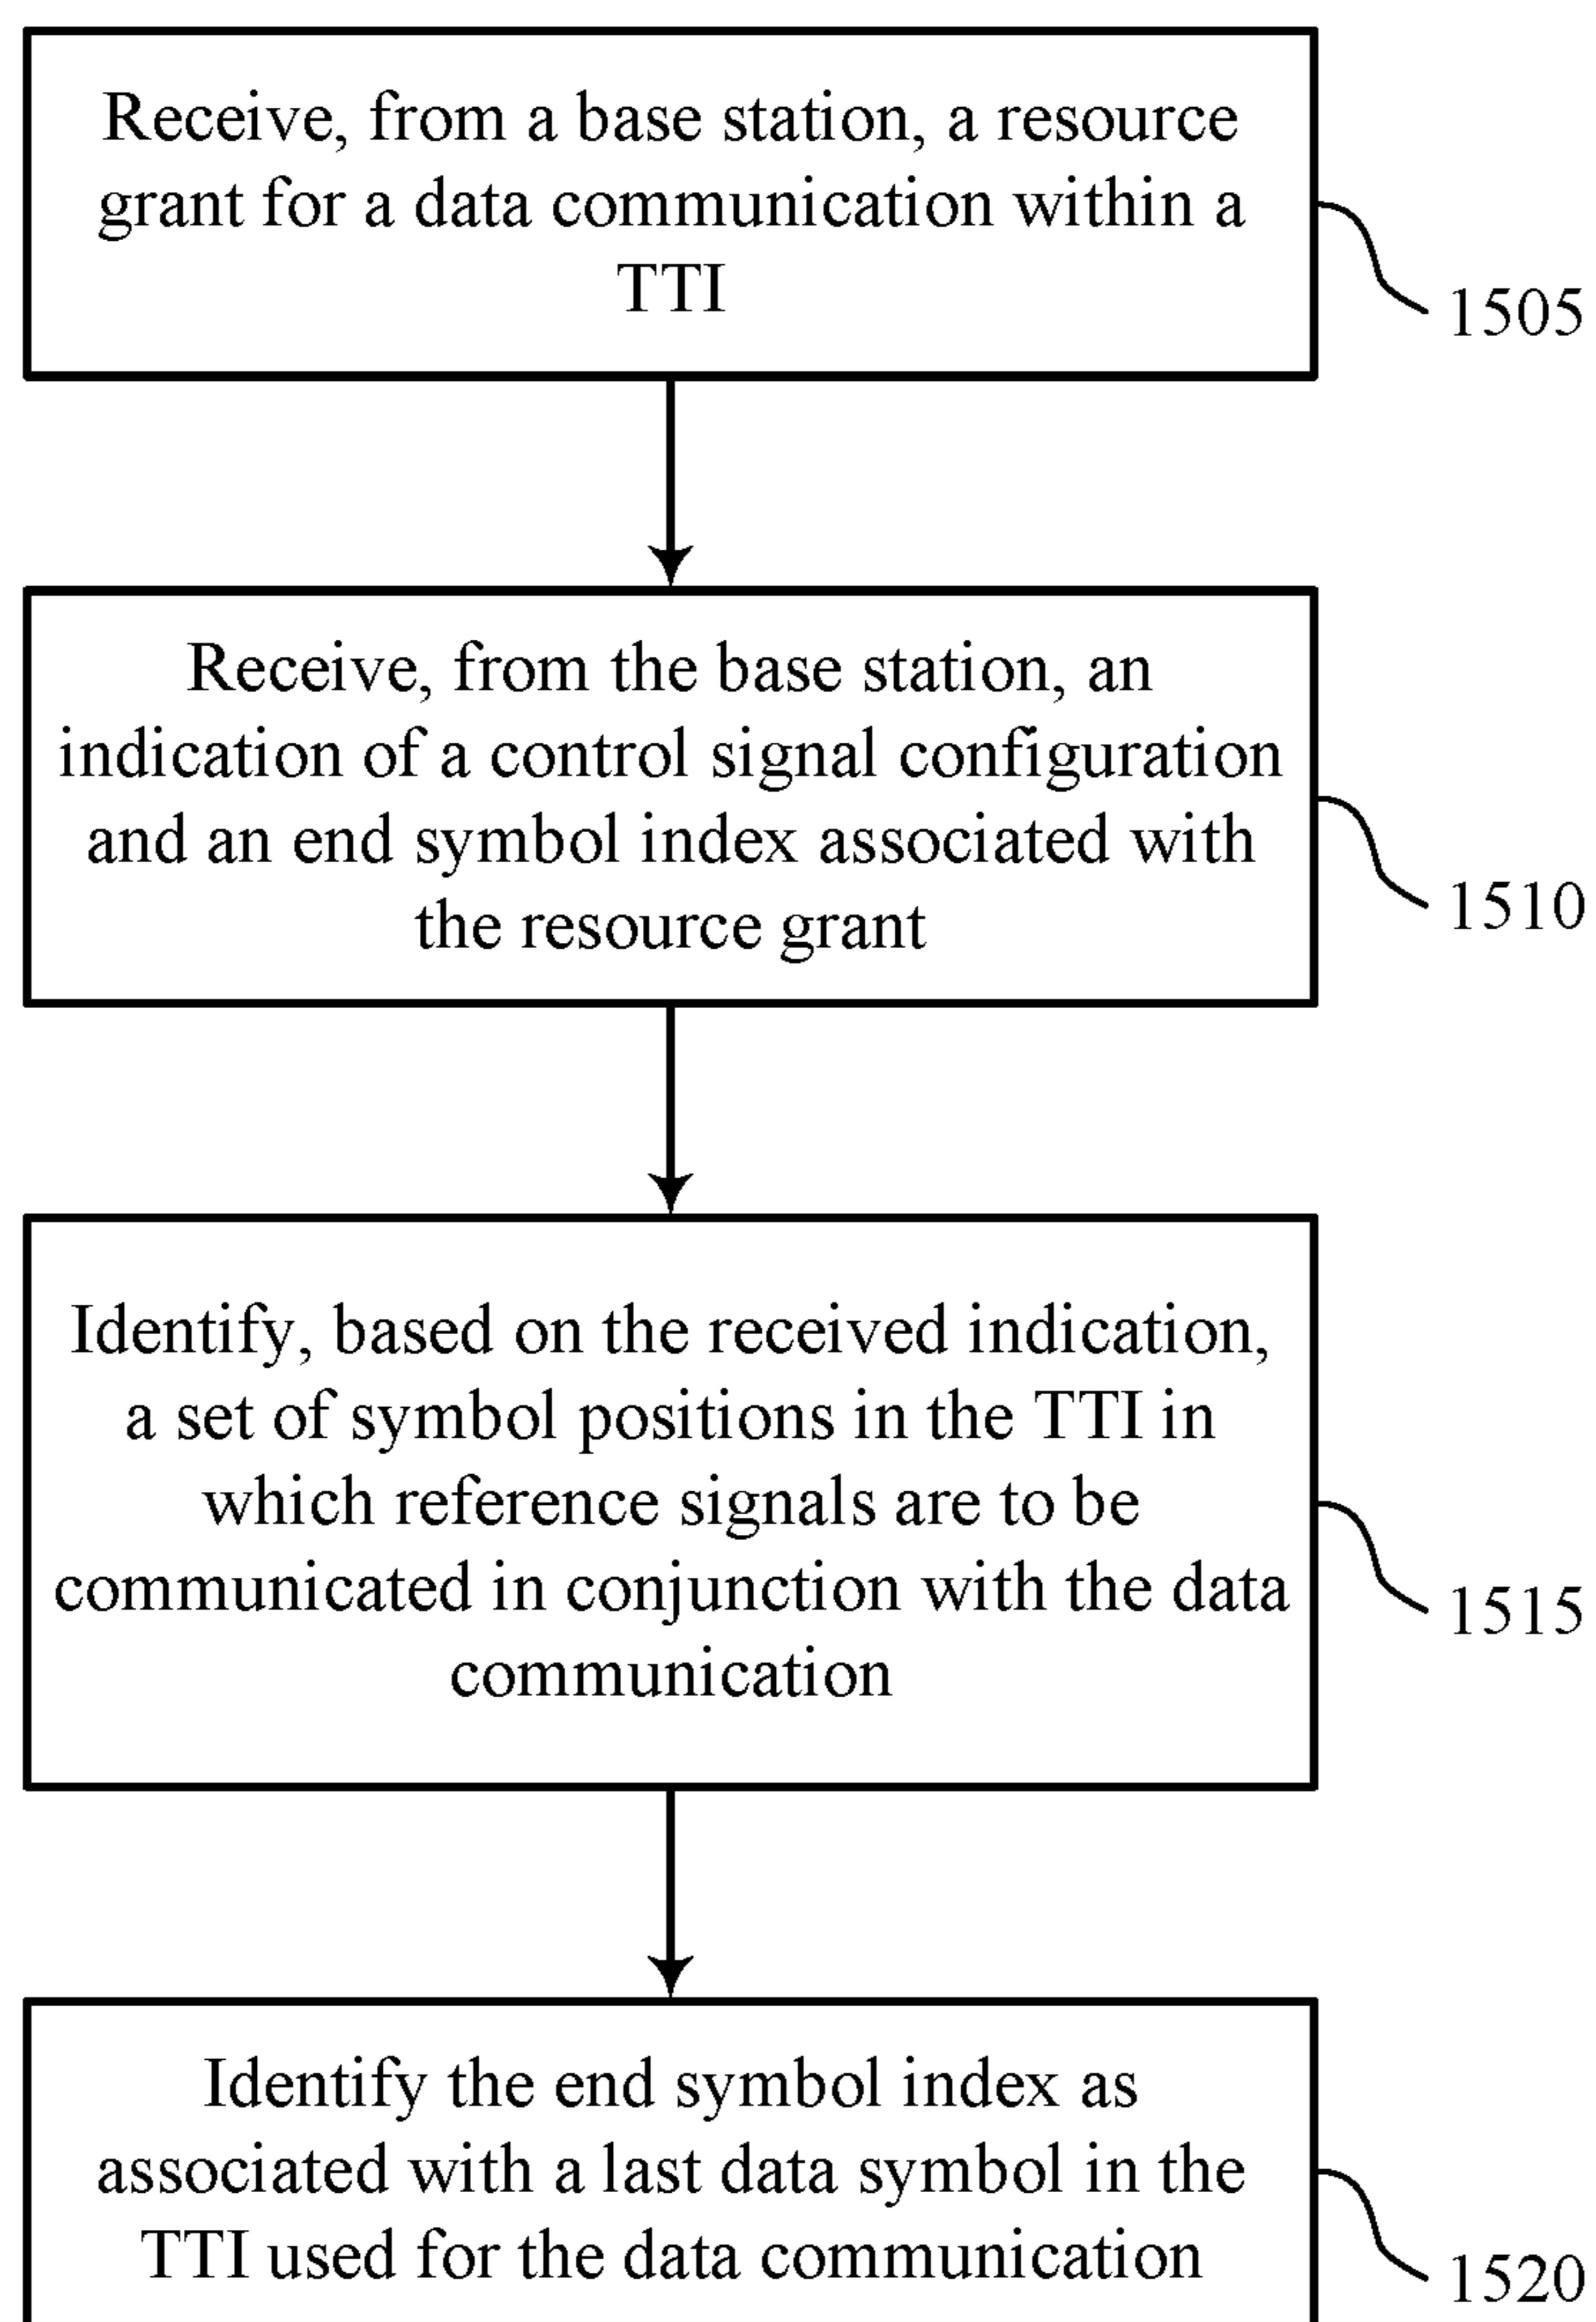 Receive, from a base station, a resource
grant for a data communication within a
TTI
1505
Receive, from the base station, an
indication of a control signal configuration
and an end symbol index associated with
the resource grant
1510
Identify, based on the received indication,
a set of symbol positions in the TTI in
which reference signals are to be
communicated in conjunction with the data
communication
1515
Identify the end symbol index as
associated with a last data symbol in the
TTI used for the data communication
1520